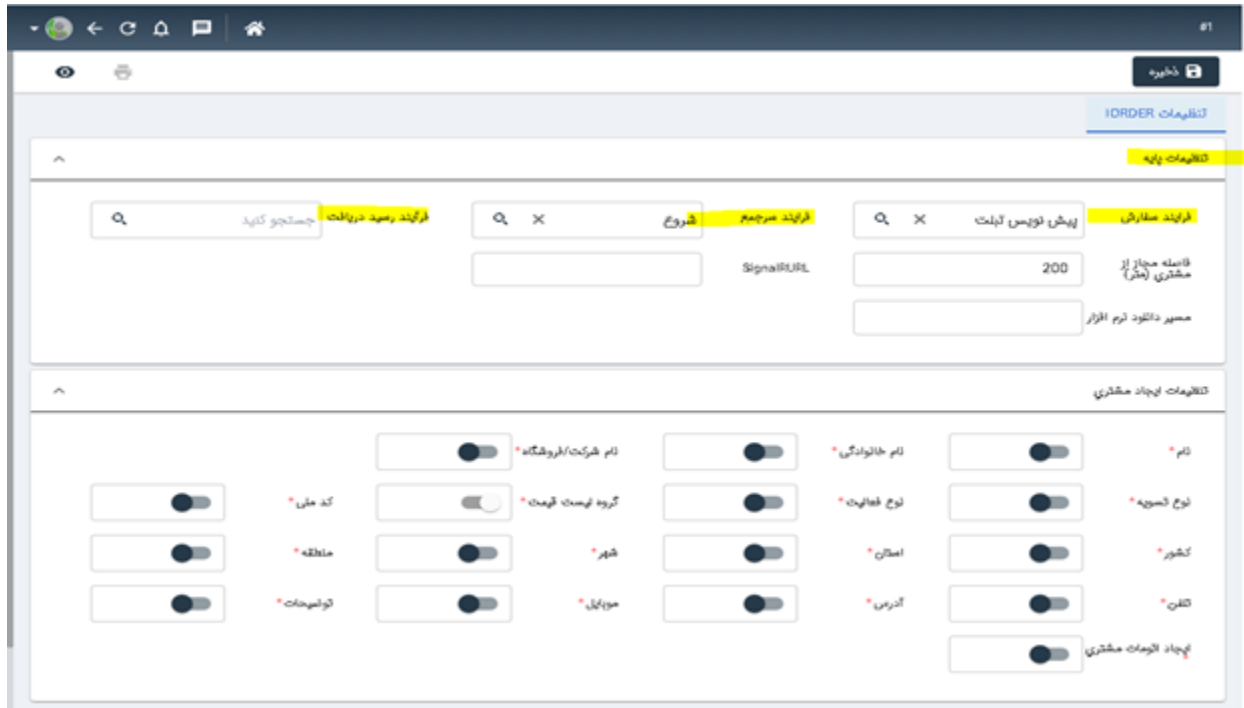 #1
ذخیره
تنظیمات IORDER
تنظیمات پایه
فرایند سفارش پیش نویس تبلت فرایند سرجمع شروع فرآیند رسید دریافت جستجو کنید
فاصله مجاز از مشتری (متر) 200 SignalRURL
مسیر دانلود نرم افزار
تنظیمات ایجاد مشتری
نام* نام خانوادگی* نام شرکت/فروشگاه*
نوع تسویه* نوع فعالیت* گروه لیست قیمت* کد ملی*
کشور* استان* شهر* منطقه*
تلفن* آدرس* موبایل* توضیحات*
ایجاد اتومات مشتری*